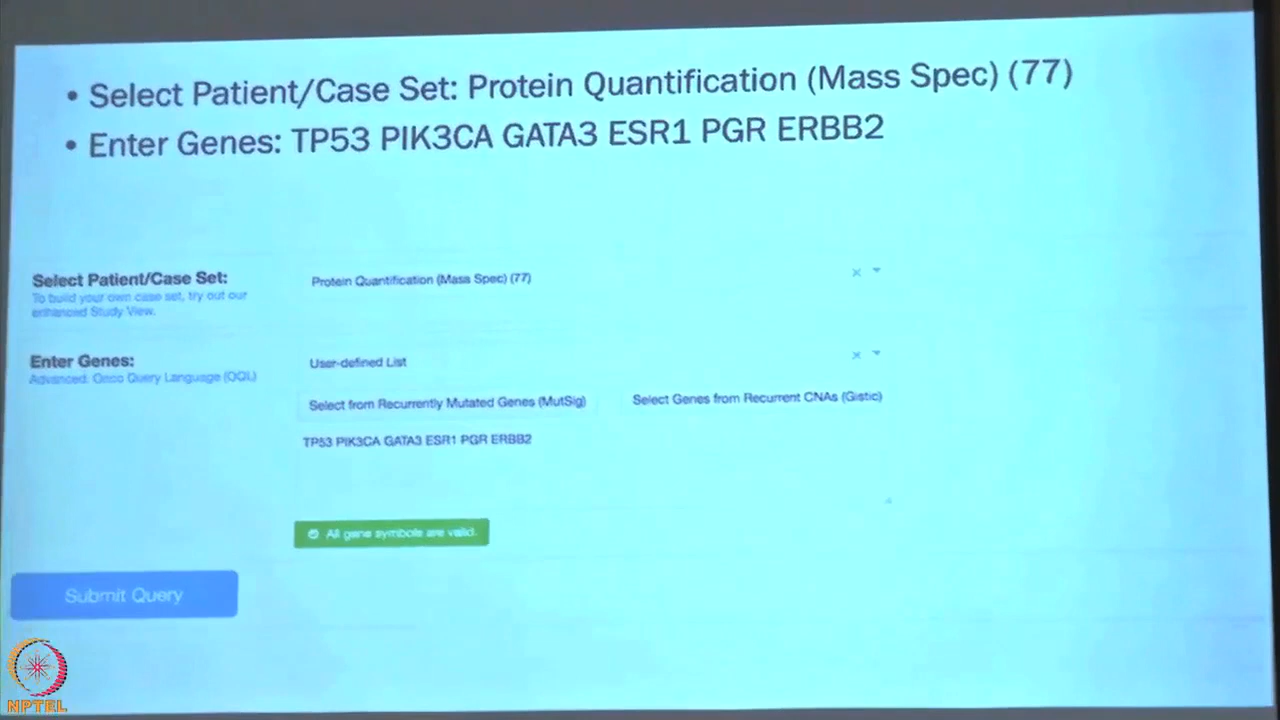 • Select Patient/Case Set: Protein Quantification (Mass Spec) (77)
• Enter Genes: TP53 PIK3CA GATA3 ESR1 PGR ERBB2
Select Patient/Case Set:
To build your own case set, try out our
enhanced Study View.
Protein Quantification (Mass Spec) (77)
Enter Genes:
Advanced: Onco Query Language (OQL)
User-defined List
Select from Recurrently Mutated Genes (MutSig)
Select Genes from Recurrent CNAs (Gistic)
TP53 PIK3CA GATA3 ESR1 PGR ERBB2
All gene symbols are valid.
Submit Query
NPTEL